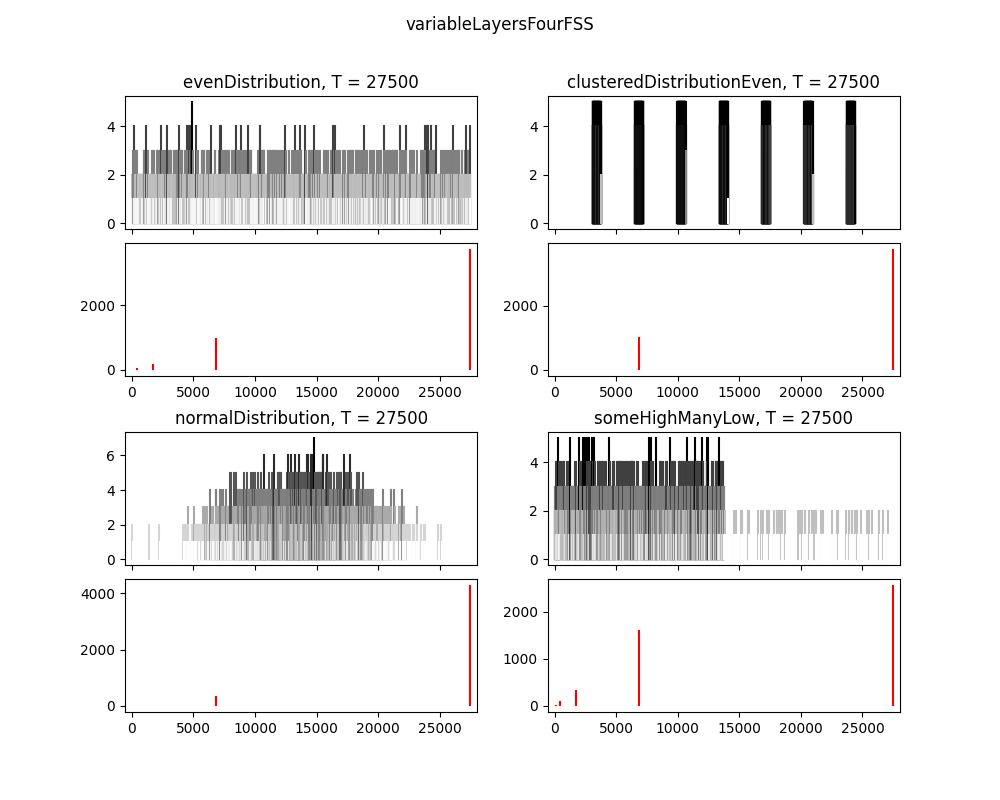 variableLayersFourFSS
evenDistribution, T = 27500
clusteredDistributionEven, T = 27500
4
2
0
4
2
0
2000
0
0 5000 10000 15000 20000 25000
2000
0
0 5000 10000 15000 20000 25000
normalDistribution, T = 27500
someHighManyLow, T = 27500
6
4
2
0
4
2
0
4000
2000
0
0 5000 10000 15000 20000 25000
2000
1000
0
0 5000 10000 15000 20000 25000